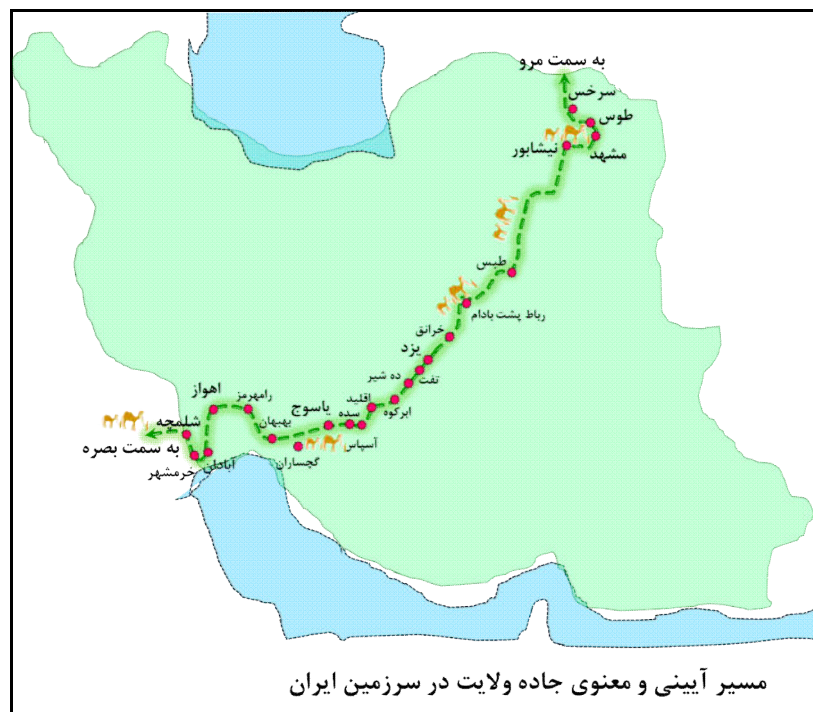 به سمت مرو
سرخس
طوس
مشهد
نیشابور
طبس
رباط پشت بادام
خرانق
یزد
تفت
ده شیر
ابرکوه
اقلید
سده
آسپاس
یاسوج
گچساران
بهبهان
رامهرمز
اهواز
آبادان
خرمشهر
شلمچه
به سمت بصره
مسیر آیینی و معنوی جاده ولایت در سرزمین ایران